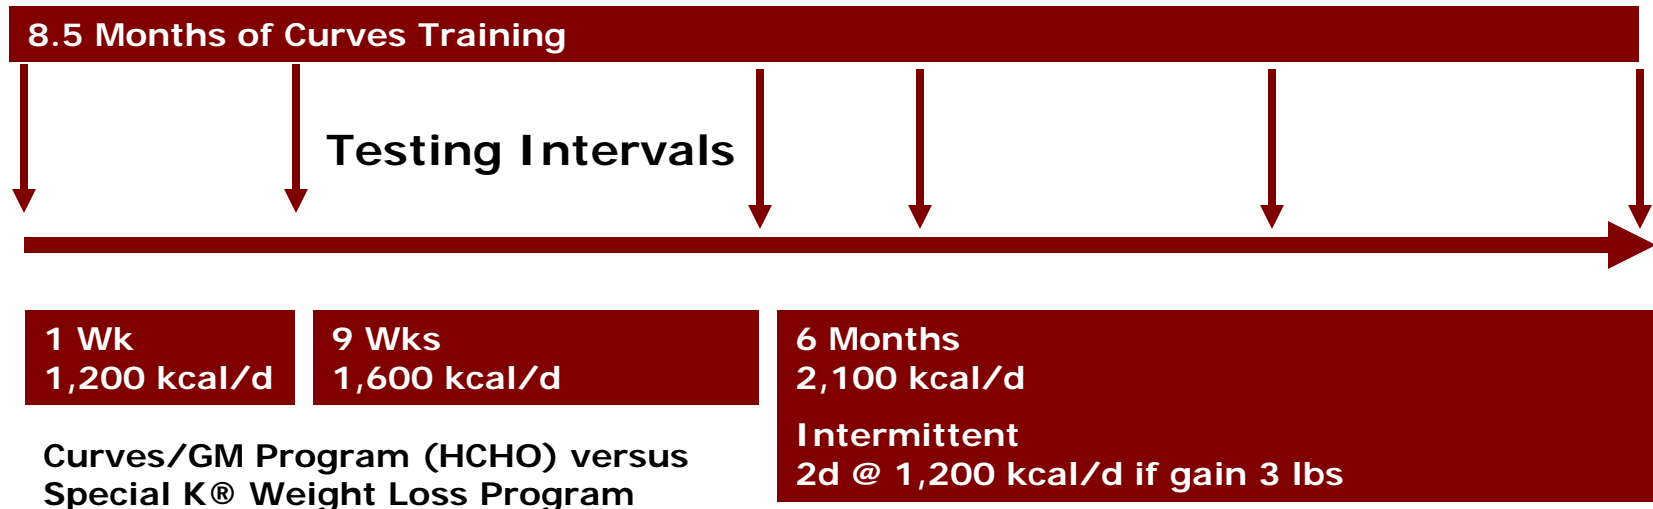 8.5 Months of Curves Training
Testing Intervals
1 Wk
1,200 kcal/d
9 Wks
1,600 kcal/d
6 Months
2,100 kcal/d
Intermittent
2d @ 1,200 kcal/d if gain 3 lbs
Curves/GM Program (HCHO) versus
Special K® Weight Loss Program